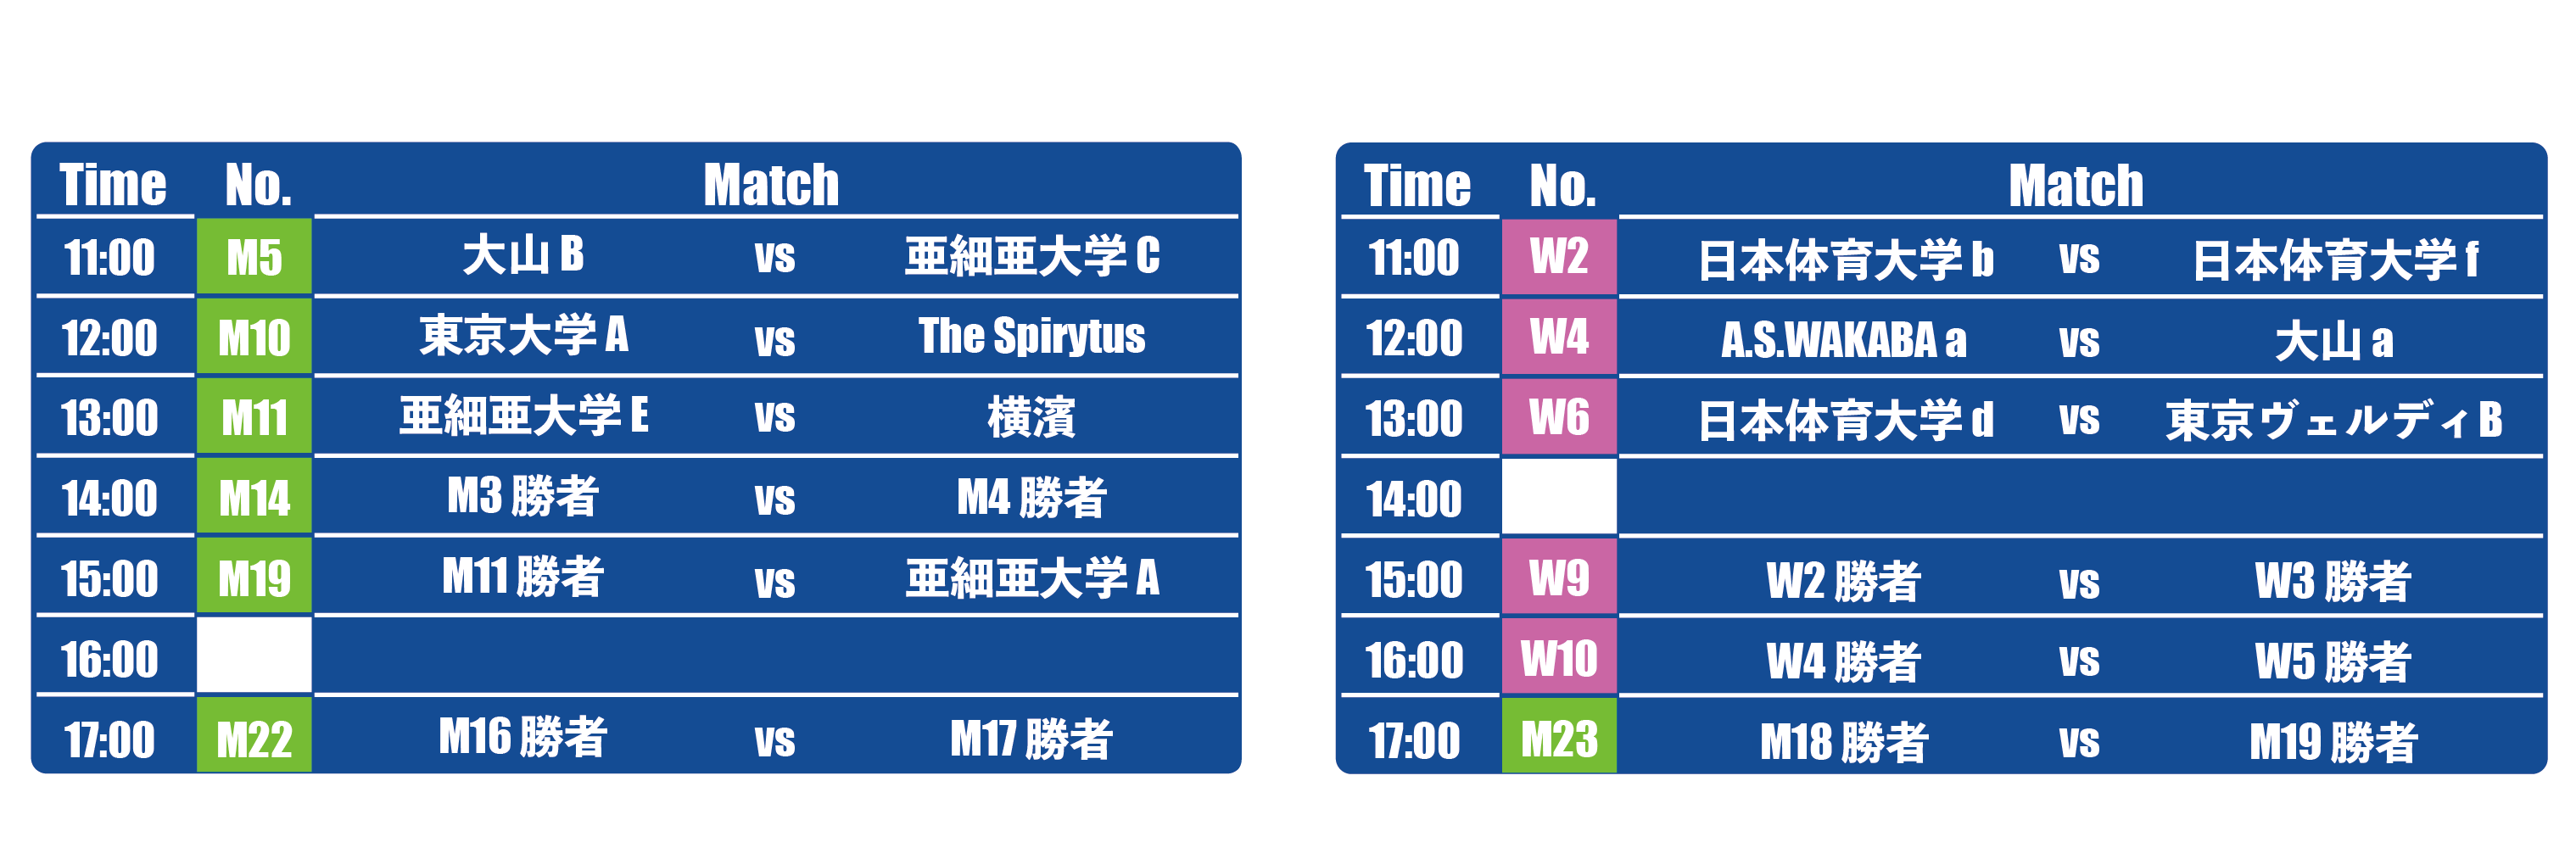 Time No. Match
11:00 M5 大山 B vs 亜細亜大学 C
12:00 M10 東京大学 A vs The Spirytus
13:00 M11 亜細亜大学 E vs 横濱
14:00 M14 M3 勝者 vs M4 勝者
15:00 M19 M11 勝者 vs 亜細亜大学 A
16:00
17:00 M22 M16 勝者 vs M17 勝者
Time No. Match
11:00 W2 日本体育大学 b vs 日本体育大学 f
12:00 W4 A.S.WAKABA a vs 大山 a
13:00 W6 日本体育大学 d vs 東京ヴェルディ B
14:00
15:00 W9 W2 勝者 vs W3 勝者
16:00 W10 W4 勝者 vs W5 勝者
17:00 M23 M18 勝者 vs M19 勝者